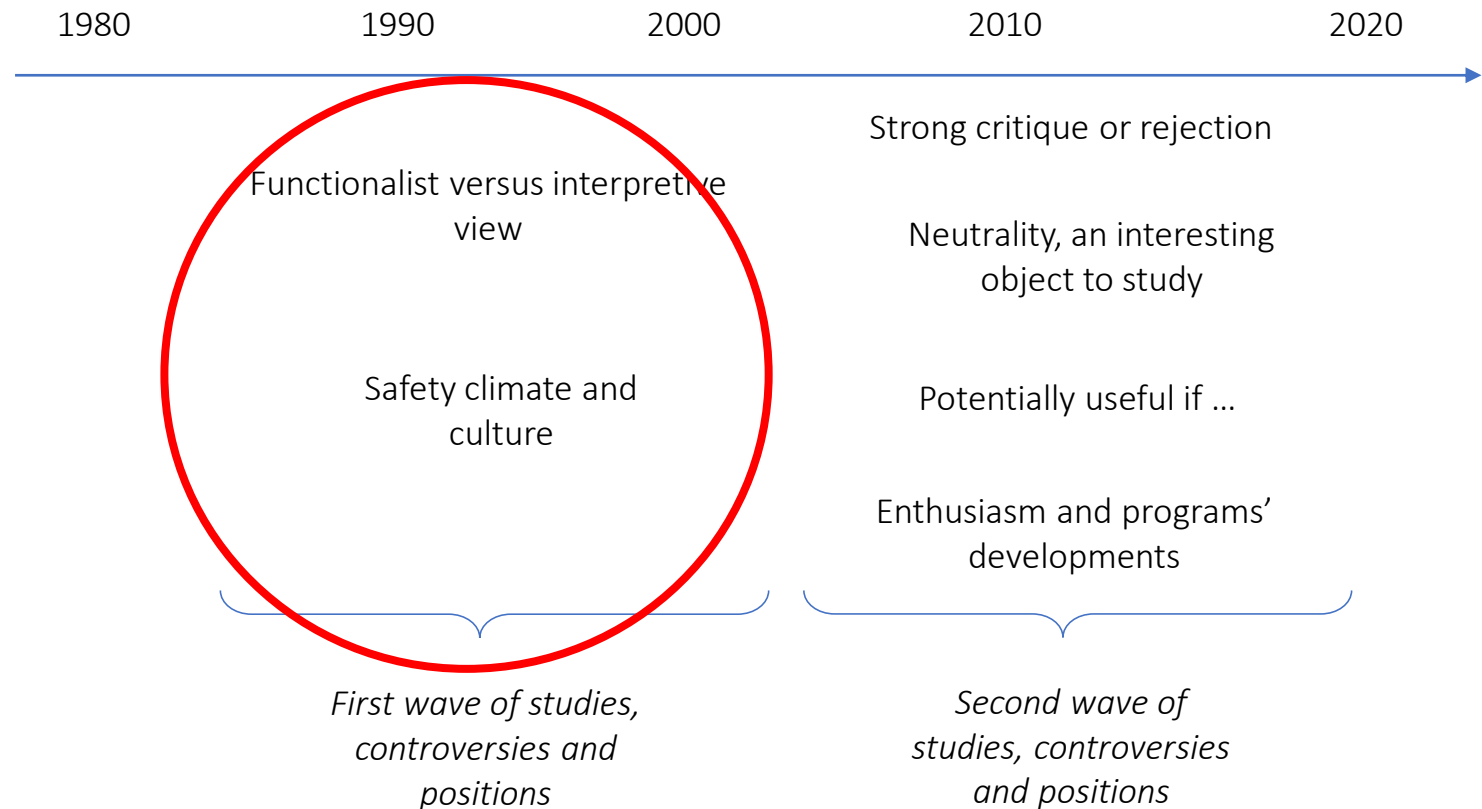 1980 1990 2000 2010 2020
Functionalist versus interpretive
view
Safety climate and
culture
First wave of studies,
controversies and
positions
Strong critique or rejection
Neutrality, an interesting
object to study
Potentially useful if ...
Enthusiasm and programs’
developments
Second wave of
studies, controversies
and positions